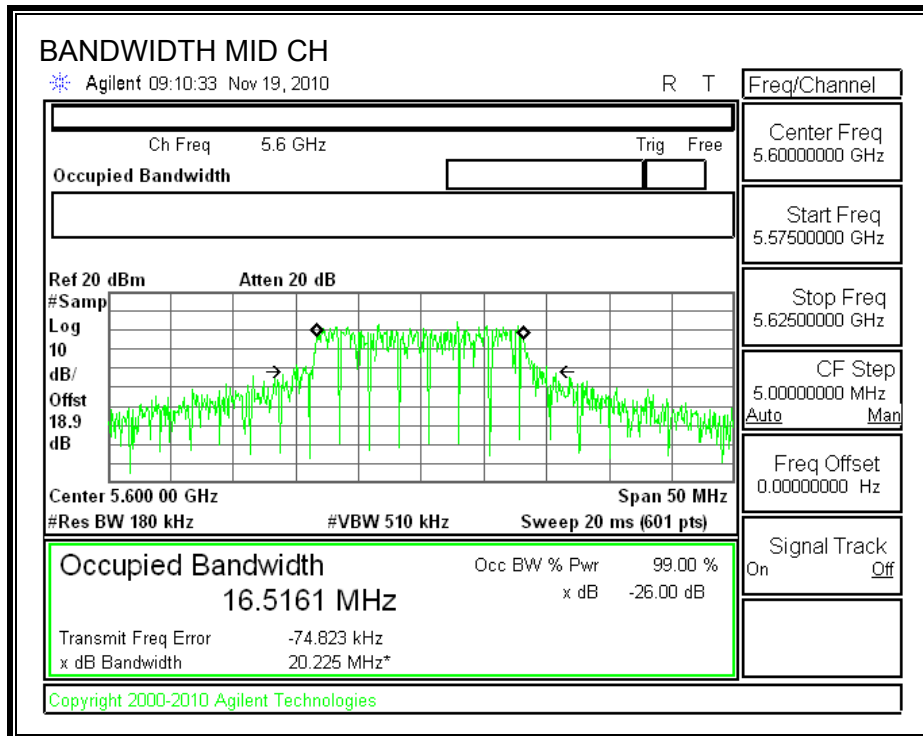 BANDWIDTH MID CH
Agilent 09:10:33 Nov 19, 2010 R T
Freq/Channel
Ch Freq 5.6 GHz Trig Free
Occupied Bandwidth
Center Freq
5.60000000 GHz
Start Freq
5.57500000 GHz
Stop Freq
5.62500000 GHz
CF Step
5.00000000 MHz
Auto Man
Freq Offset
0.00000000 Hz
Signal Track
On Off
Ref 20 dBm Atten 20 dB
#Samp
Log
10
dB/
Offst
18.9
dB
Center 5.600 00 GHz Span 50 MHz
#Res BW 180 kHz #VBW 510 kHz Sweep 20 ms (601 pts)
Occupied Bandwidth Occ BW % Pwr 99.00 %
16.5161 MHz x dB -26.00 dB
Transmit Freq Error -74.823 kHz
x dB Bandwidth 20.225 MHz*
Copyright 2000-2010 Agilent Technologies